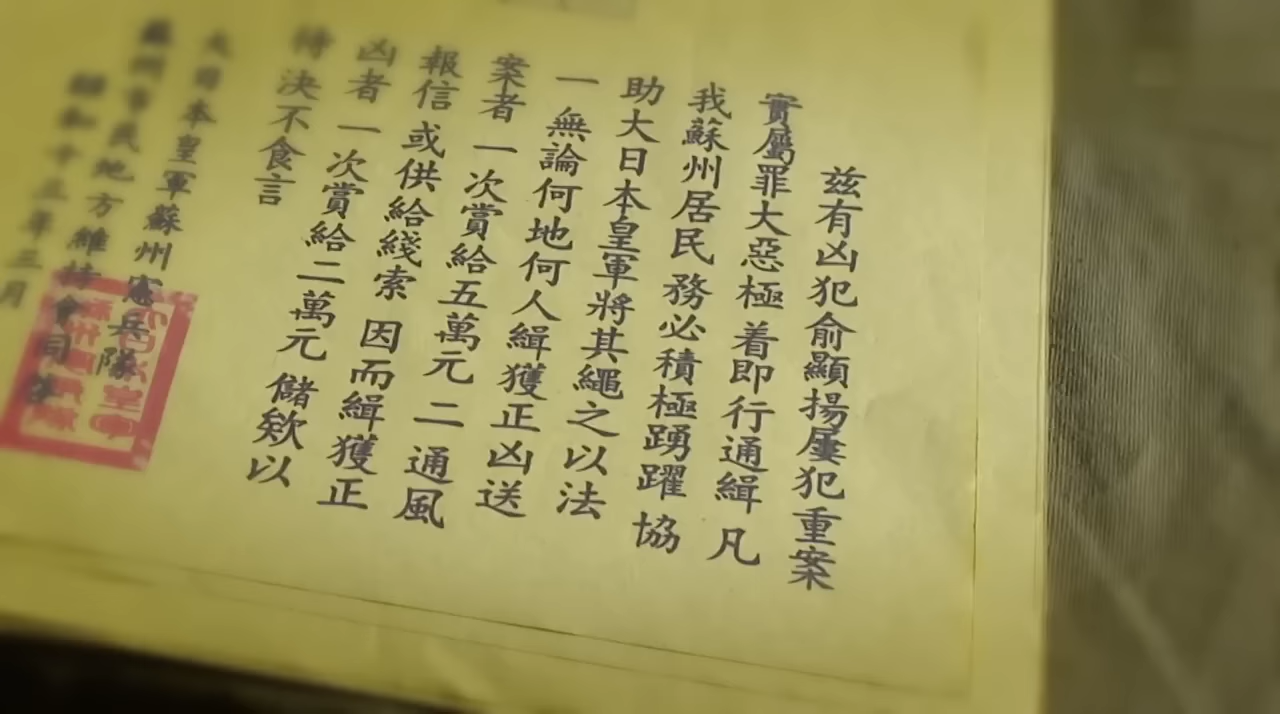 茲有凶犯俞顯揚屢犯重案
實屬罪大惡極 着即行通緝 凡
我蘇州居民 務必積極踴躍 協
助大日本皇軍將其繩之以法
一 無論何地何人緝獲正凶送
案者 一次賞給五萬元 二 通風
報信 或供給綫索 因而緝獲正
凶者 一次賞給二萬元 儲欵以
待決不食言
大日本皇軍蘇州憲兵隊
蘇州市民地方維持會同
昭和十三年三月